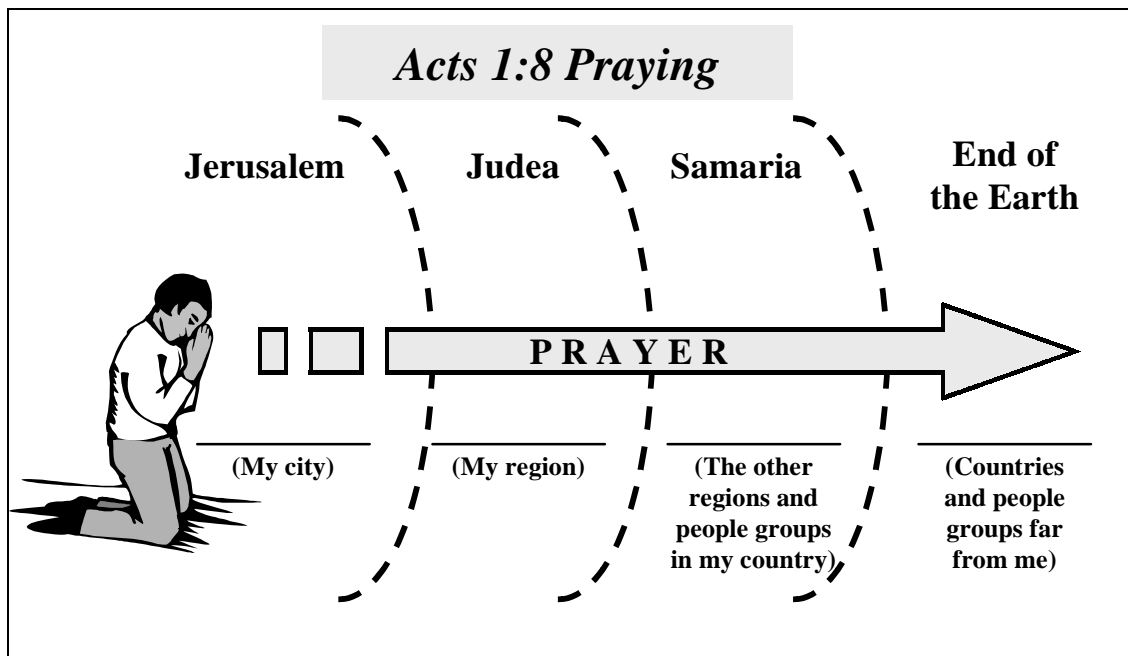 Acts 1:8 Praying
Jerusalem
Judea
Samaria
End of
the Earth
PRAYER
(My city)
(My region)
(The other
regions and
people groups
in my country)
(Countries
and people
groups far
from me)